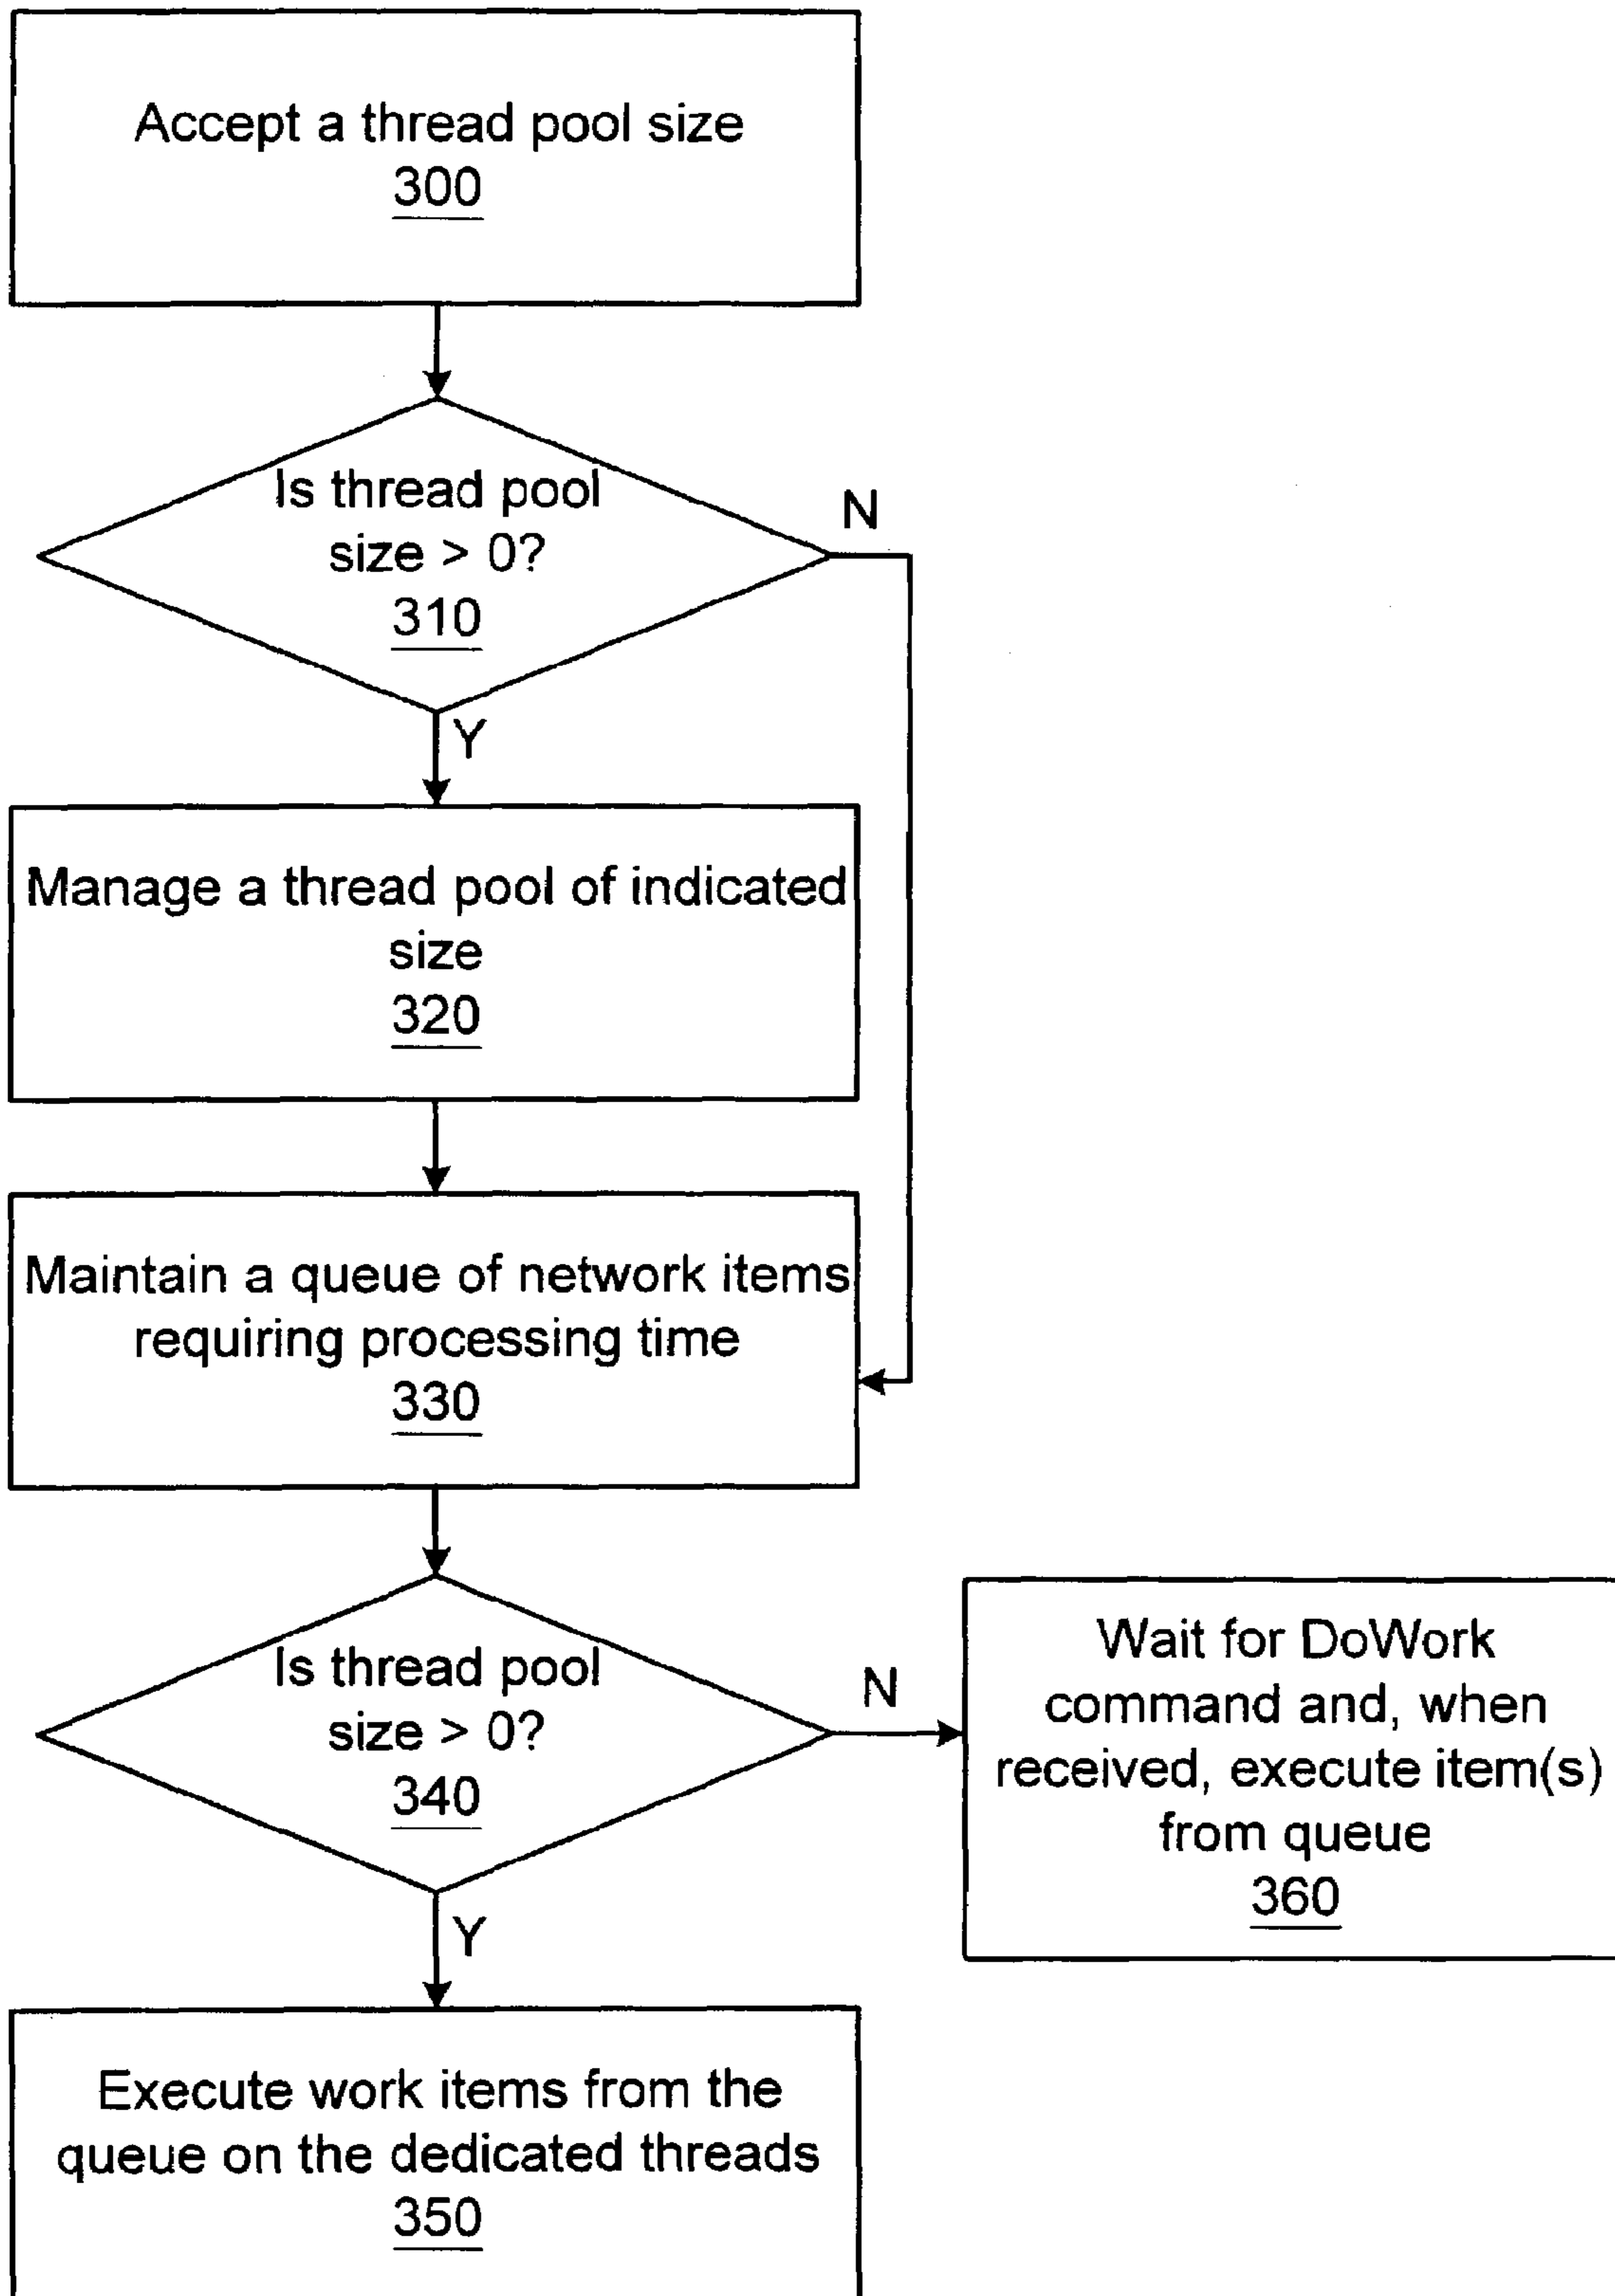 Accept a thread pool size
300
Is thread pool
size > 0?
310
N
Y
Manage a thread pool of indicated
size
320
Maintain a queue of network items
requiring processing time
330
Is thread pool
size > 0?
340
N
Wait for DoWork
command and, when
received, execute item(s)
from queue
360
Y
Execute work items from the
queue on the dedicated threads
350